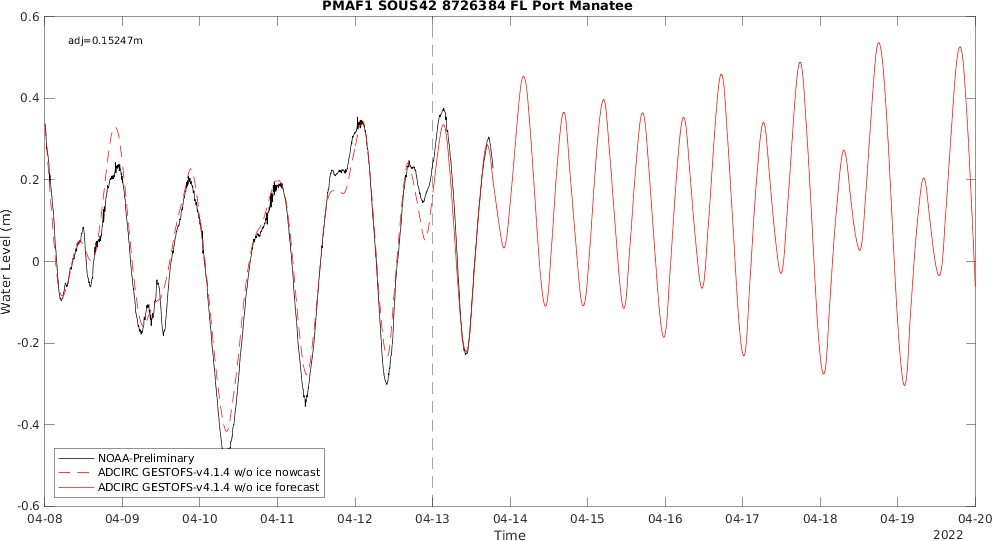 PMAF1 SOUS42 8726384 FL Port Manatee
adj=0.15247m
0.6
0.4
0.2
0
-0.2
-0.4
-0.6
Water Level (m)
NOAA-Preliminary
ADCIRC GESTOFS-v4.1.4 w/o ice nowcast
ADCIRC GESTOFS-v4.1.4 w/o ice forecast
04-08 04-09 04-10 04-11 04-12 04-13 04-14 04-15 04-16 04-17 04-18 04-19 04-20
Time
2022